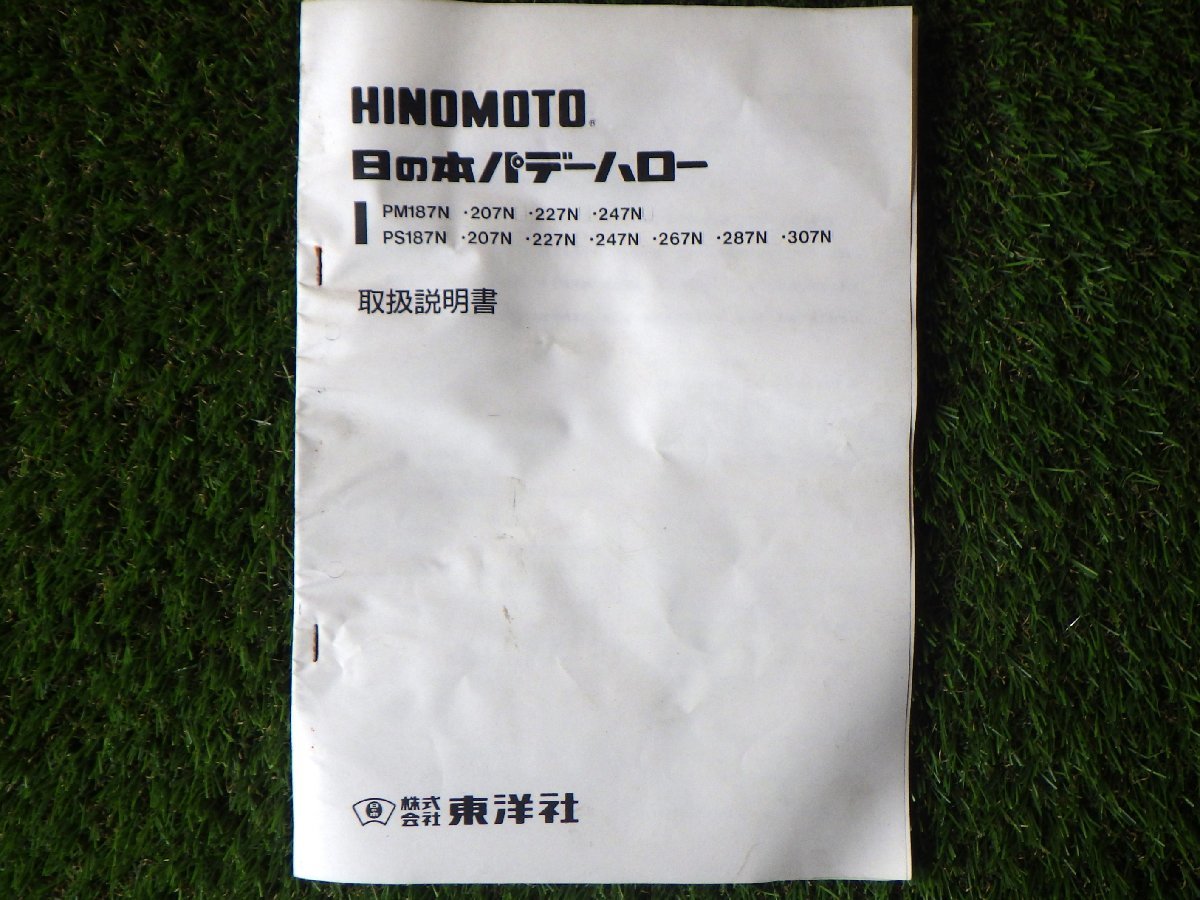 HINOMOTO®
日の本パデーハロー
PM187N ・207N ・227N ・247N
PS187N ・207N ・227N ・247N ・267N ・287N ・307N
取扱説明書
株式会社 東洋社